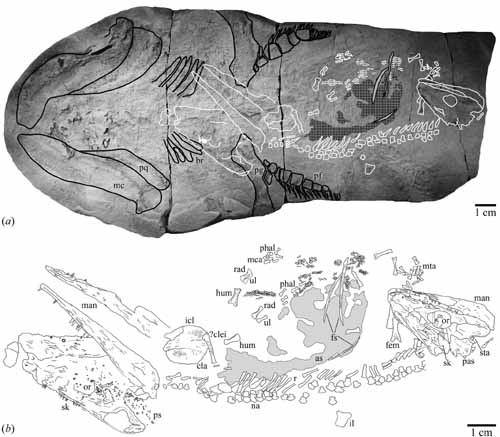 pq
mc
br
pg
pf
1 cm
(a)
phal
mca
gs
rad
ul
hum
phal
rad
ul
hum
man
icl
?clei
cla
mta
man
or
fs
as
fem
sk
pas
sta
or
sk
ps
r
na
il
(b)
1 cm